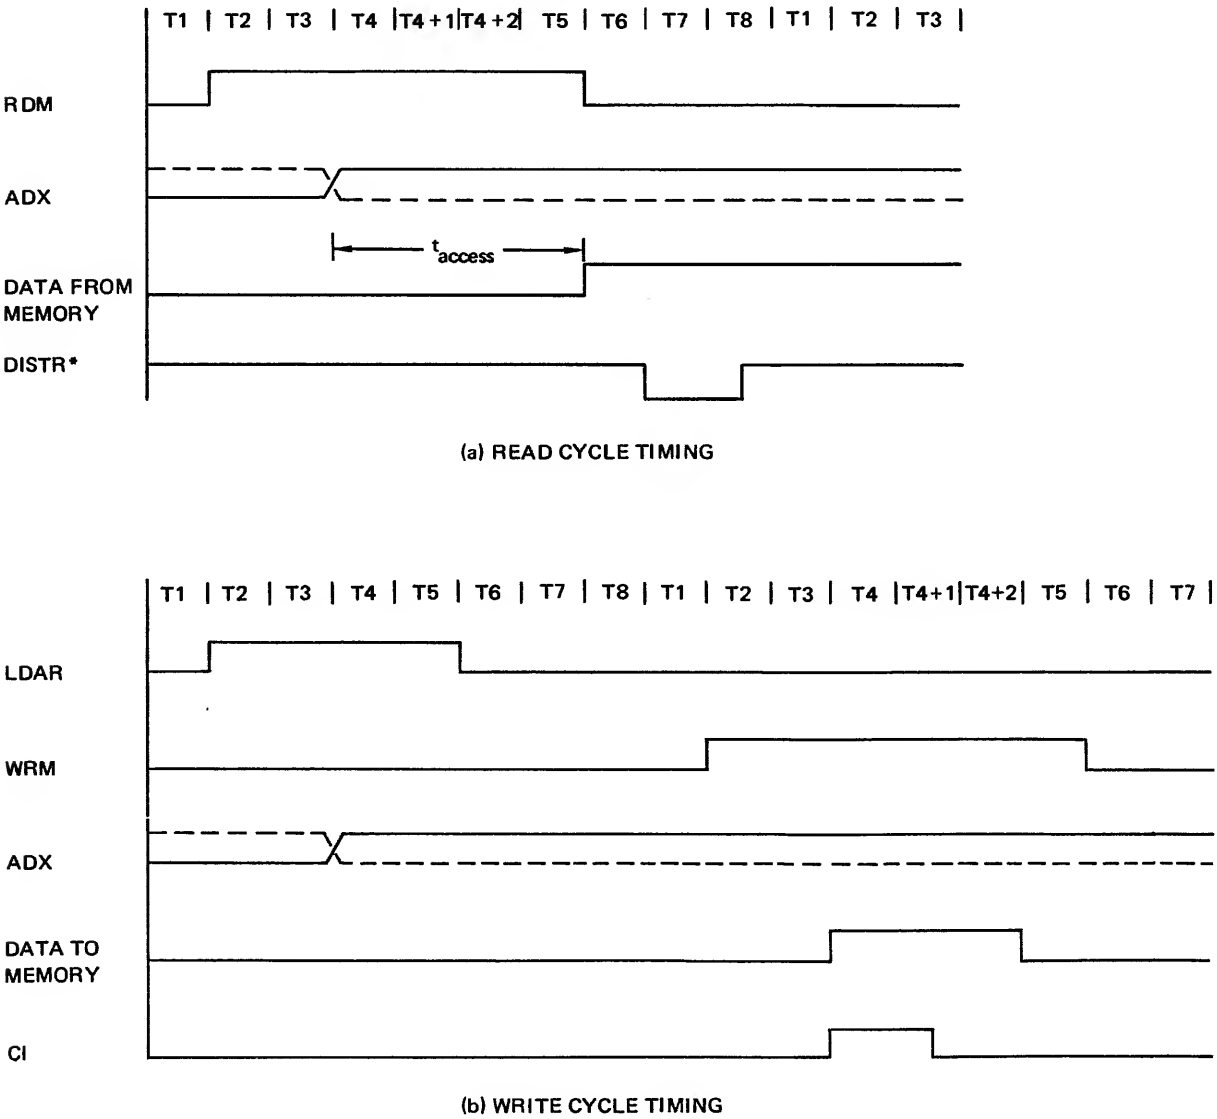 T1 | T2 | T3 | T4 | T4+1 | T4+2 | T5 | T6 | T7 | T8 | T1 | T2 | T3 |
RDM
ADX
taccess
DATA FROM
MEMORY
DISTR*
(a) READ CYCLE TIMING
T1 | T2 | T3 | T4 | T5 | T6 | T7 | T8 | T1 | T2 | T3 | T4 | T4+1 | T4+2 | T5 | T6 | T7 |
LDAR
WRM
ADX
DATA TO
MEMORY
CI
(b) WRITE CYCLE TIMING